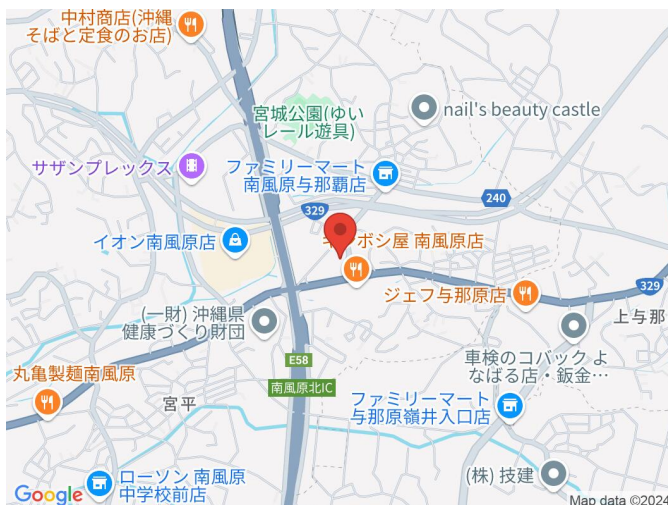 中村商店(沖縄
そばと定食のお店)
宮城公園(ゆい
レール遊具)
nail's beauty castle
サザンプレックス
ファミリーマート
南風原与那覇店
240
329
イオン南風原店
ボシ屋 南風原店
ジェフ与那原店
329
(一財) 沖縄県
健康づくり財団
上与那
車検のコバック よ
なばる店・鈑金…
E58
南風原北IC
丸亀製麺南風原
宮平
ファミリーマート
与那原嶺井入口店
(株) 技建
ローソン 南風原
中学校前店
Google
Map data ©2024